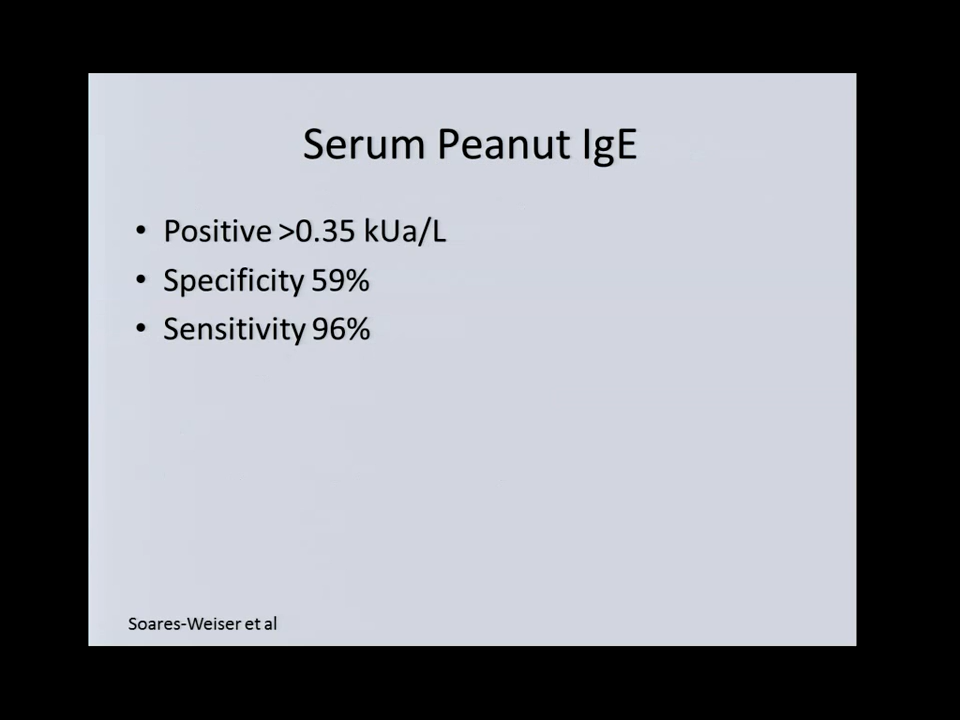 Serum Peanut IgE
• Positive >0.35 kUa/L
• Specificity 59%
• Sensitivity 96%
Soares-Weiser et al